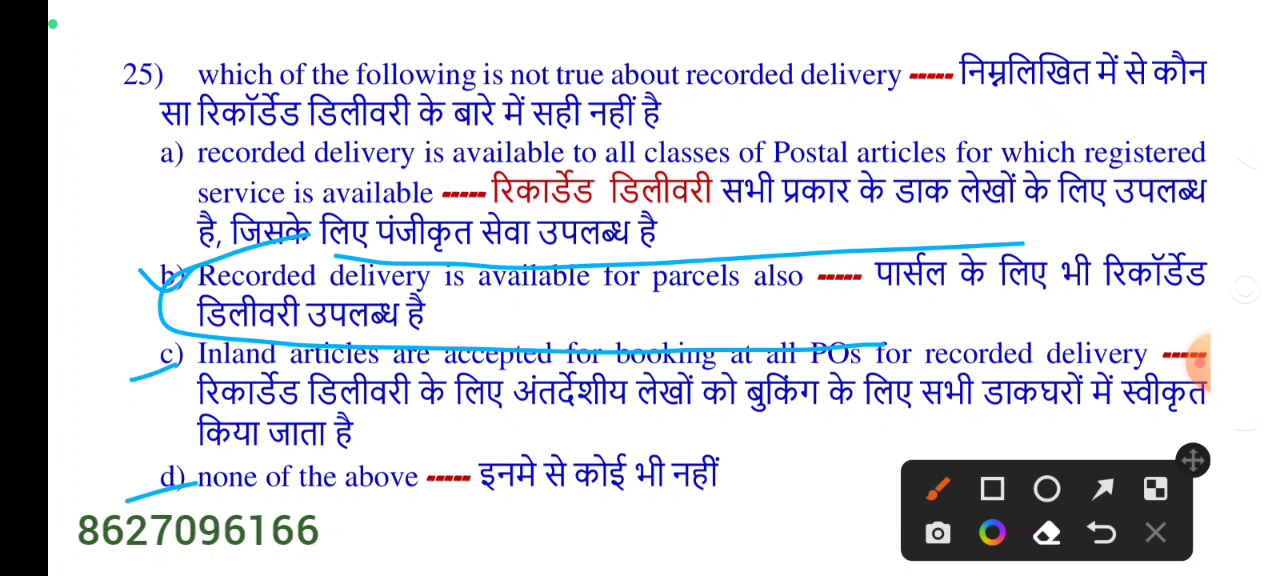 25) which of the following is not true about recorded delivery ----- निम्नलिखित में से कौन
सा रिकॉर्डेड डिलीवरी के बारे में सही नहीं है
a) recorded delivery is available to all classes of Postal articles for which registered
service is available ----- रिकार्डेड डिलीवरी सभी प्रकार के डाक लेखों के लिए उपलब्ध
है, जिसके लिए पंजीकृत सेवा उपलब्ध है
b) Recorded delivery is available for parcels also ----- पार्सल के लिए भी रिकॉर्डेड
डिलीवरी उपलब्ध है
c) Inland articles are accepted for booking at all POs for recorded delivery -----
रिकार्डेड डिलीवरी के लिए अंतर्देशीय लेखों को बुकिंग के लिए सभी डाकघरों में स्वीकृत
किया जाता है
d) none of the above ----- इनमे से कोई भी नहीं
8627096166